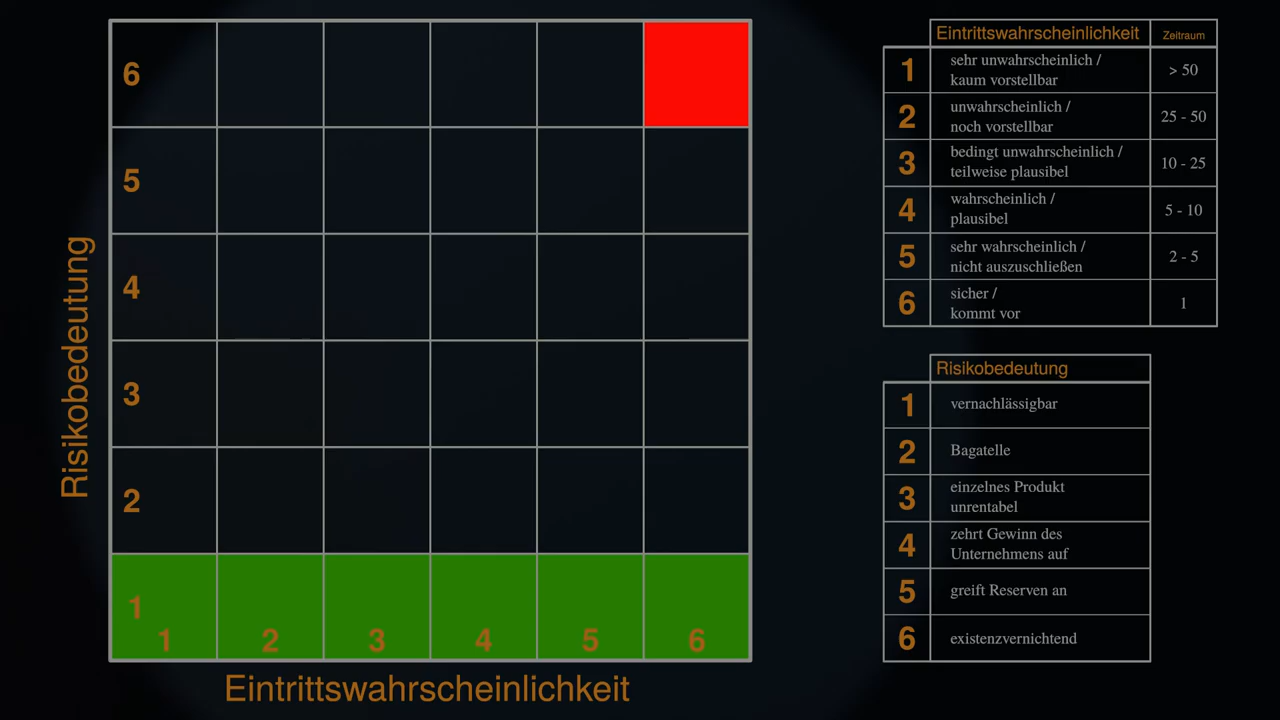 6
5
4
3
2
1
1 2 3 4 5 6
Risikobedeutung
Eintrittswahrscheinlichkeit
Eintrittswahrscheinlichkeit Zeitraum
1 sehr unwahrscheinlich /
kaum vorstellbar > 50
2 unwahrscheinlich /
noch vorstellbar 25 - 50
3 bedingt unwahrscheinlich /
teilweise plausibel 10 - 25
4 wahrscheinlich /
plausibel 5 - 10
5 sehr wahrscheinlich /
nicht auszuschließen 2 - 5
6 sicher /
kommt vor 1
Risikobedeutung
1 vernachlässigbar
2 Bagatelle
3 einzelnes Produkt
unrentabel
4 zehrt Gewinn des
Unternehmens auf
5 greift Reserven an
6 existenzvernichtend